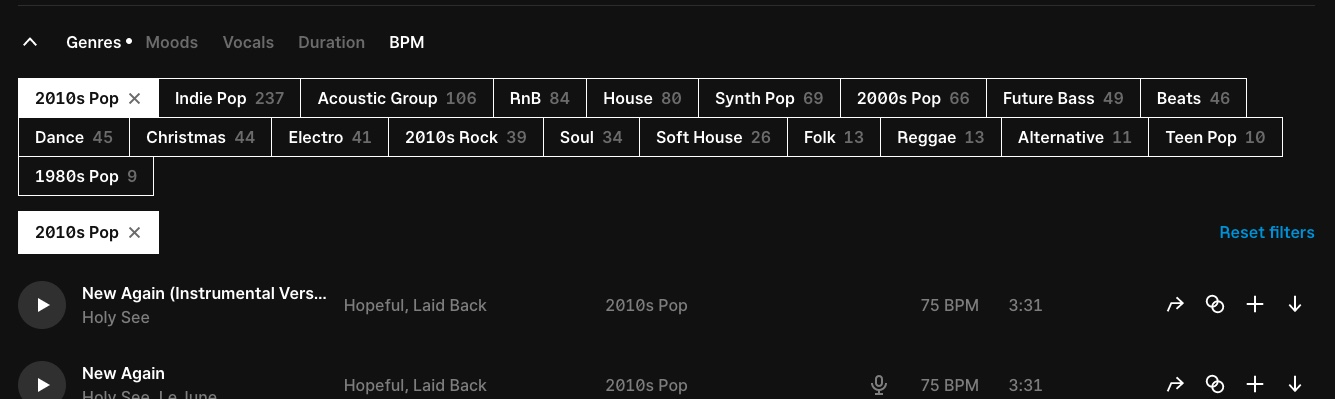 Genres • Moods Vocals Duration BPM
2010s Pop × Indie Pop 237 Acoustic Group 106 RnB 84 House 80 Synth Pop 69 2000s Pop 66 Future Bass 49 Beats 46
Dance 45 Christmas 44 Electro 41 2010s Rock 39 Soul 34 Soft House 26 Folk 13 Reggae 13 Alternative 11 Teen Pop 10
1980s Pop 9
2010s Pop × Reset filters
New Again (Instrumental Vers... Hopeful, Laid Back 2010s Pop 75 BPM 3:31
Holy See
New Again Hopeful, Laid Back 2010s Pop 75 BPM 3:31
Holy See, Le June